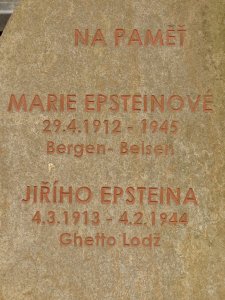 NA PAMĚŤ
MARIE EPSTEINOVÉ
29.4.1912 - 1945
Bergen- Belsen
JIŘÍHO EPSTEINA
4.3.1913 - 4.2.1944
Ghetto Lodž